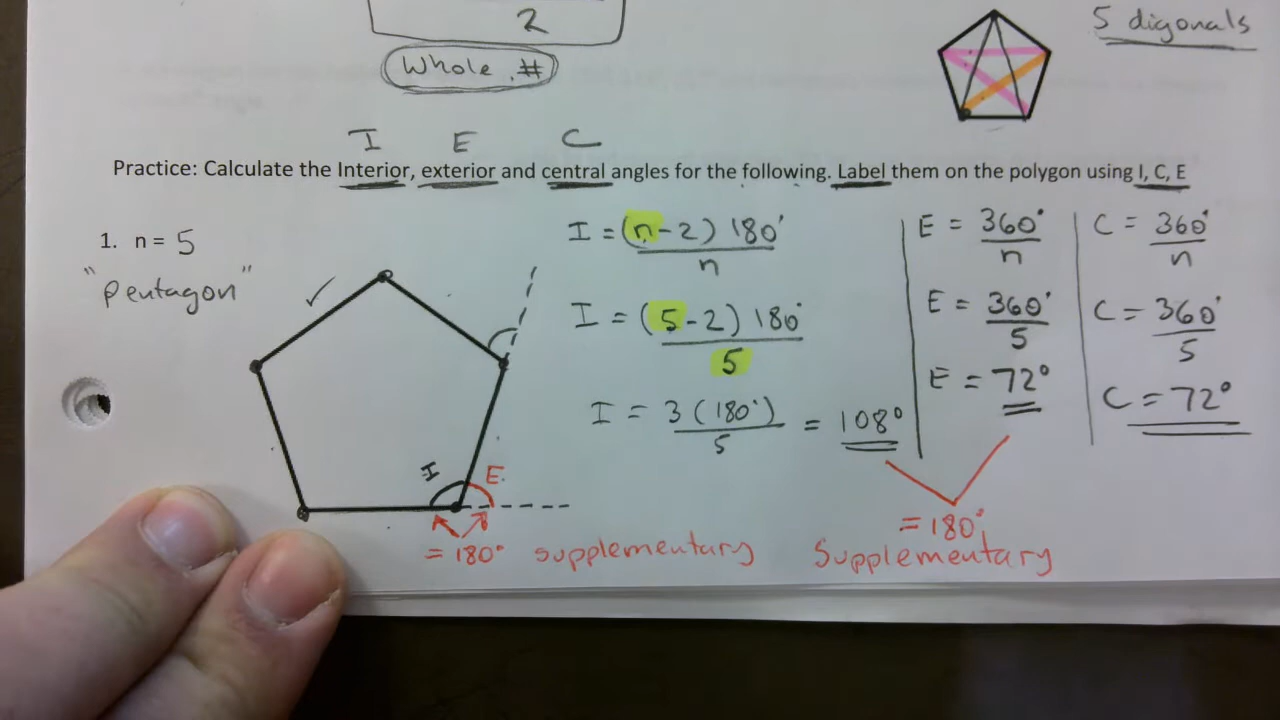 2
Whole #
5 digonals
I E C
Practice: Calculate the Interior, exterior and central angles for the following. Label them on the polygon using I, C, E
1. n = 5
"pentagon"
I = (n-2) 180°
n
I = (5-2) 180°
5
I = 3 (180°) = 108°
5
E = 360°
n
E = 360°
5
E = 72°
C = 360°
n
C = 360°
5
C = 72°
I E.
= 180° supplementary
= 180°
Supplementary